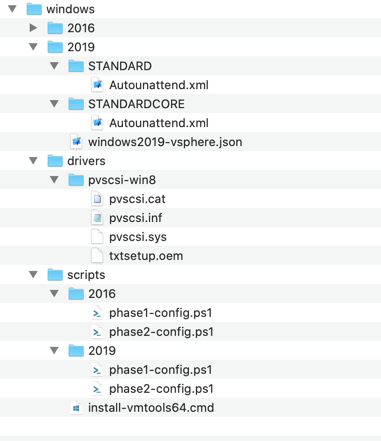 windows
2016
2019
STANDARD
Autounattend.xml
STANDARDCORE
Autounattend.xml
windows2019-vsphere.json
drivers
pvscsi-win8
pvscsi.cat
pvscsi.inf
pvscsi.sys
txtsetup.oem
scripts
2016
phase1-config.ps1
phase2-config.ps1
2019
phase1-config.ps1
phase2-config.ps1
install-vmtools64.cmd